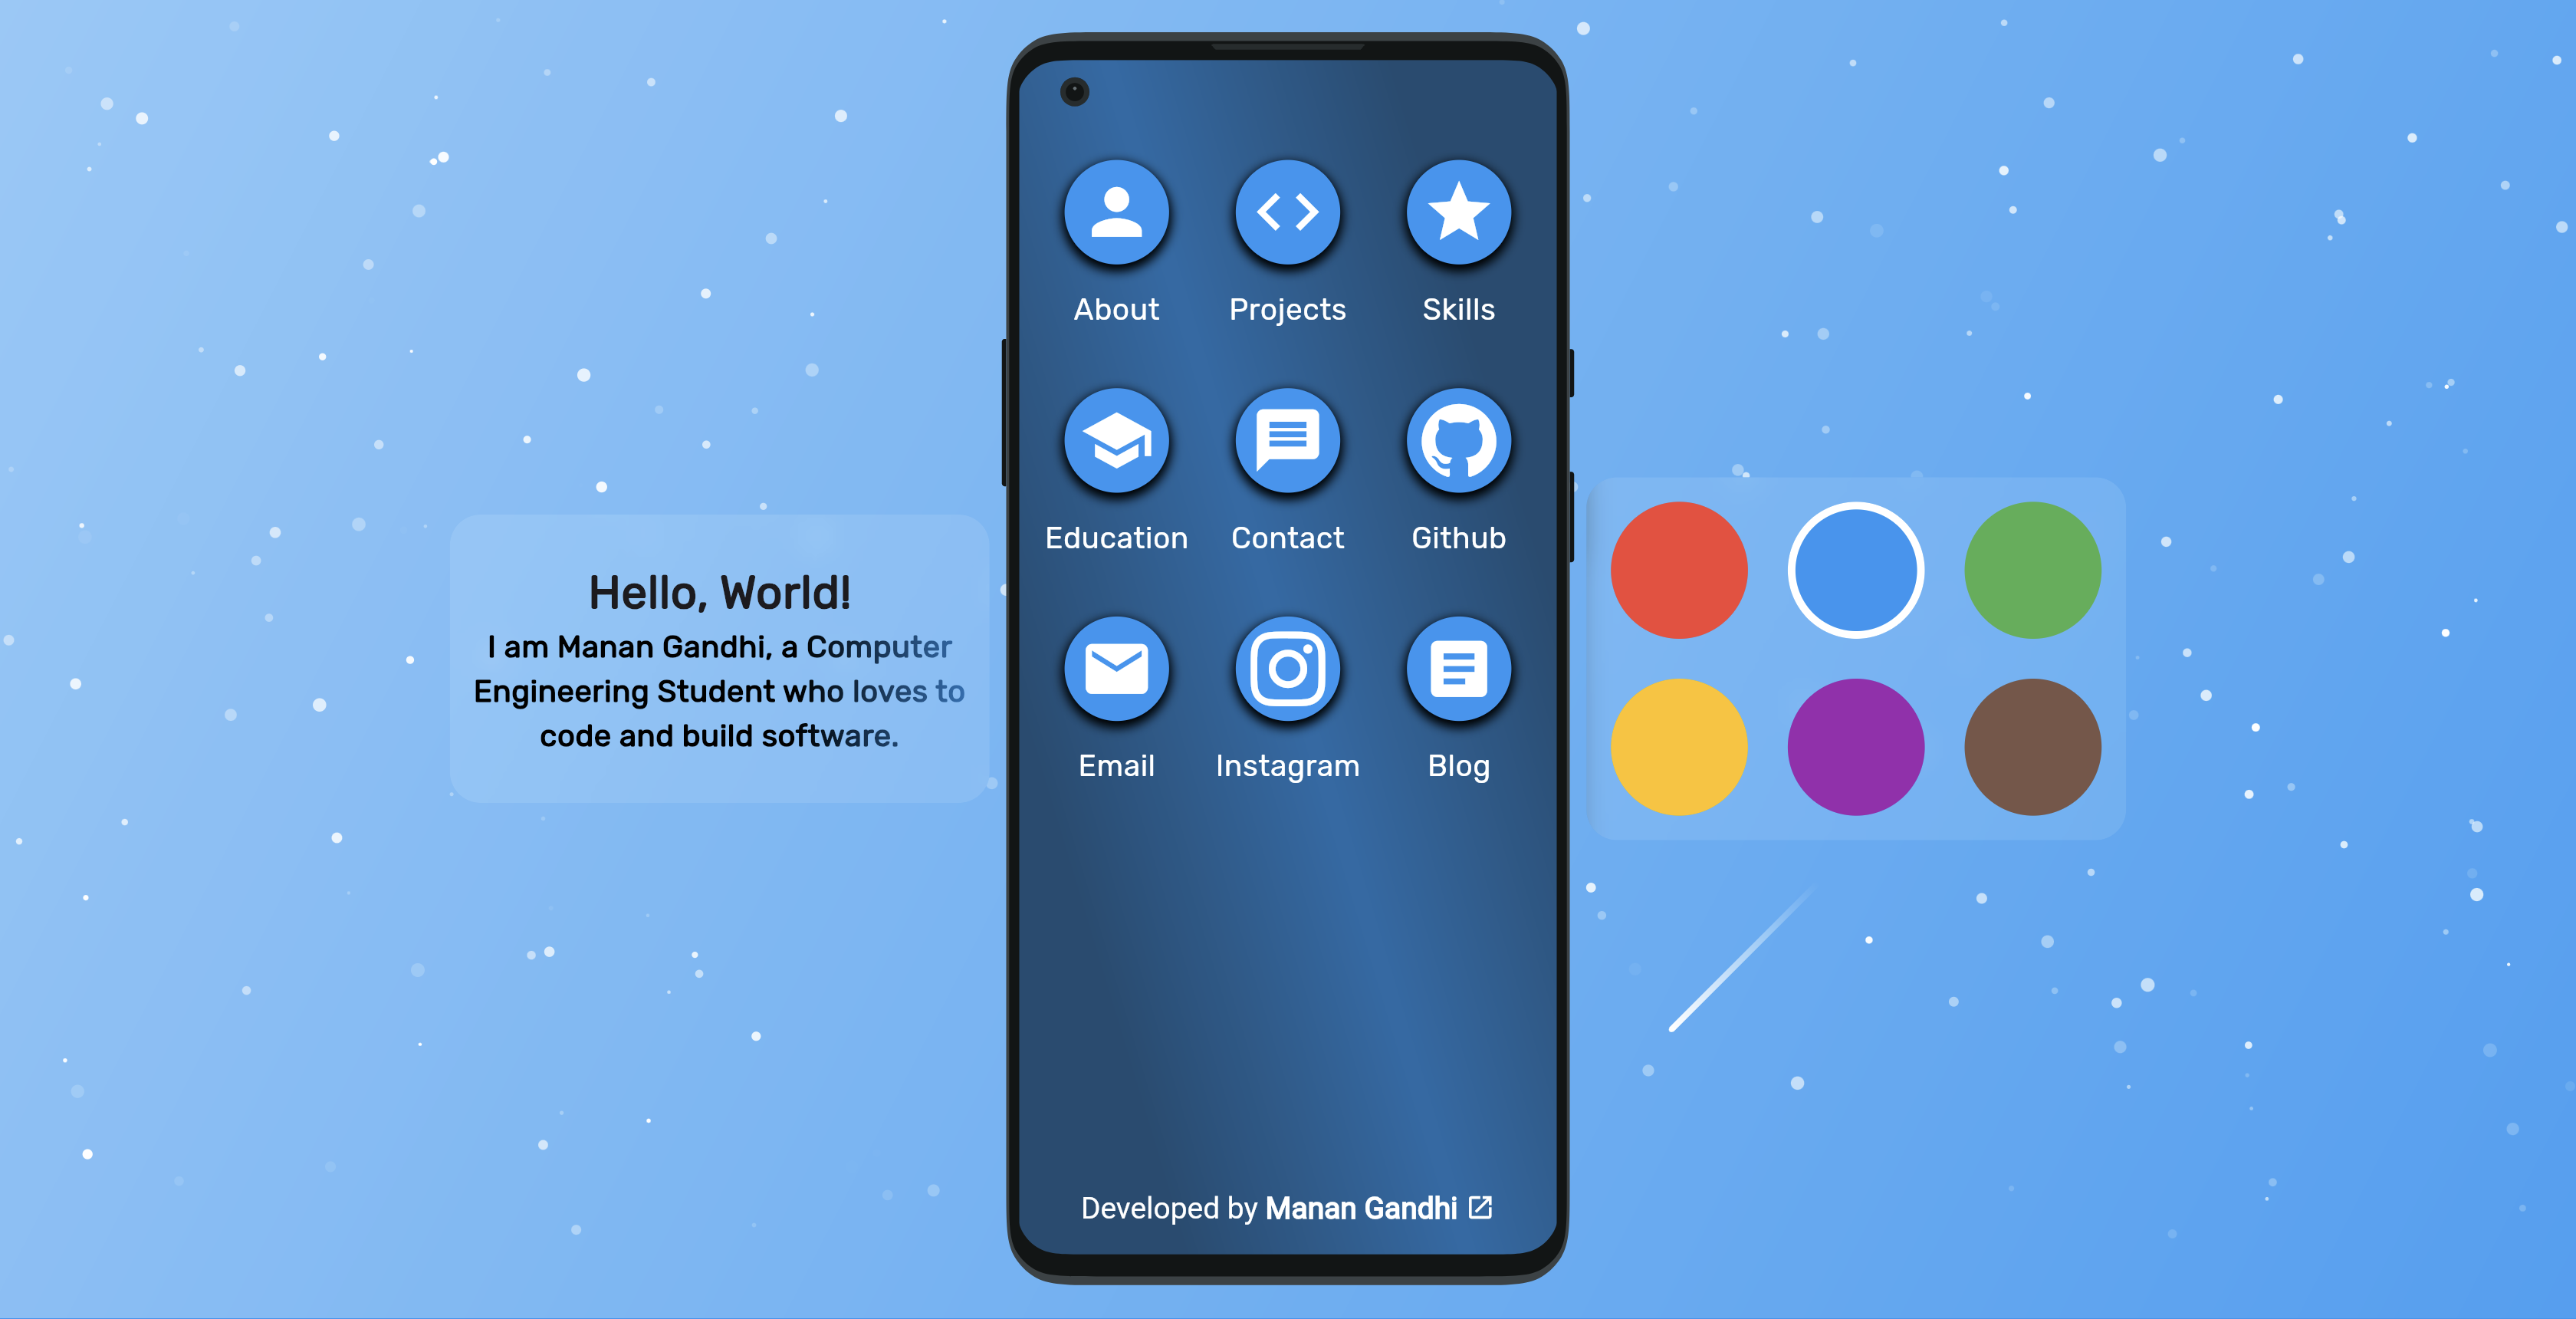 Hello, World!
I am Manan Gandhi, a Computer
Engineering Student who loves to
code and build software.
About
Projects
Skills
Education
Contact
Github
Email
Instagram
Blog
Developed by Manan Gandhi